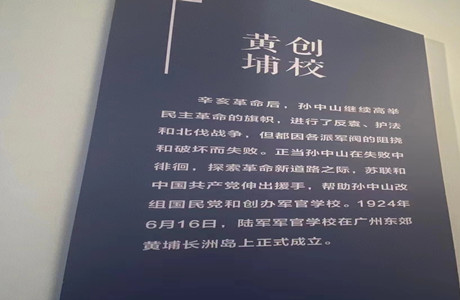 黄埔
创校
辛亥革命后，孙中山继续高举
民主革命的旗帜，进行了反袁、护法
和北伐战争，但都因各派军阀的阻挠
和破坏而失败。正当孙中山在失败中
徘徊，探索革命新道路之际，苏联和
中国共产党伸出援手，帮助孙中山改
组国民党和创办军官学校。1924年
6月16日，陆军军官学校在广州东郊
黄埔长洲岛上正式成立。